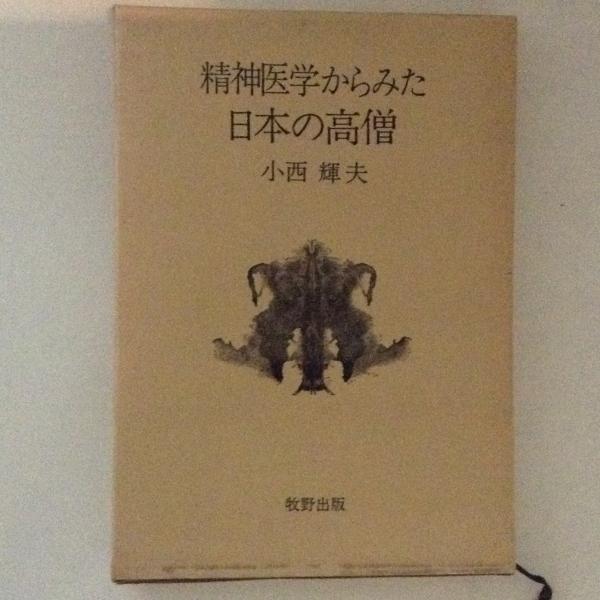 精神医学からみた
日本の高僧
小西 輝夫
牧野出版